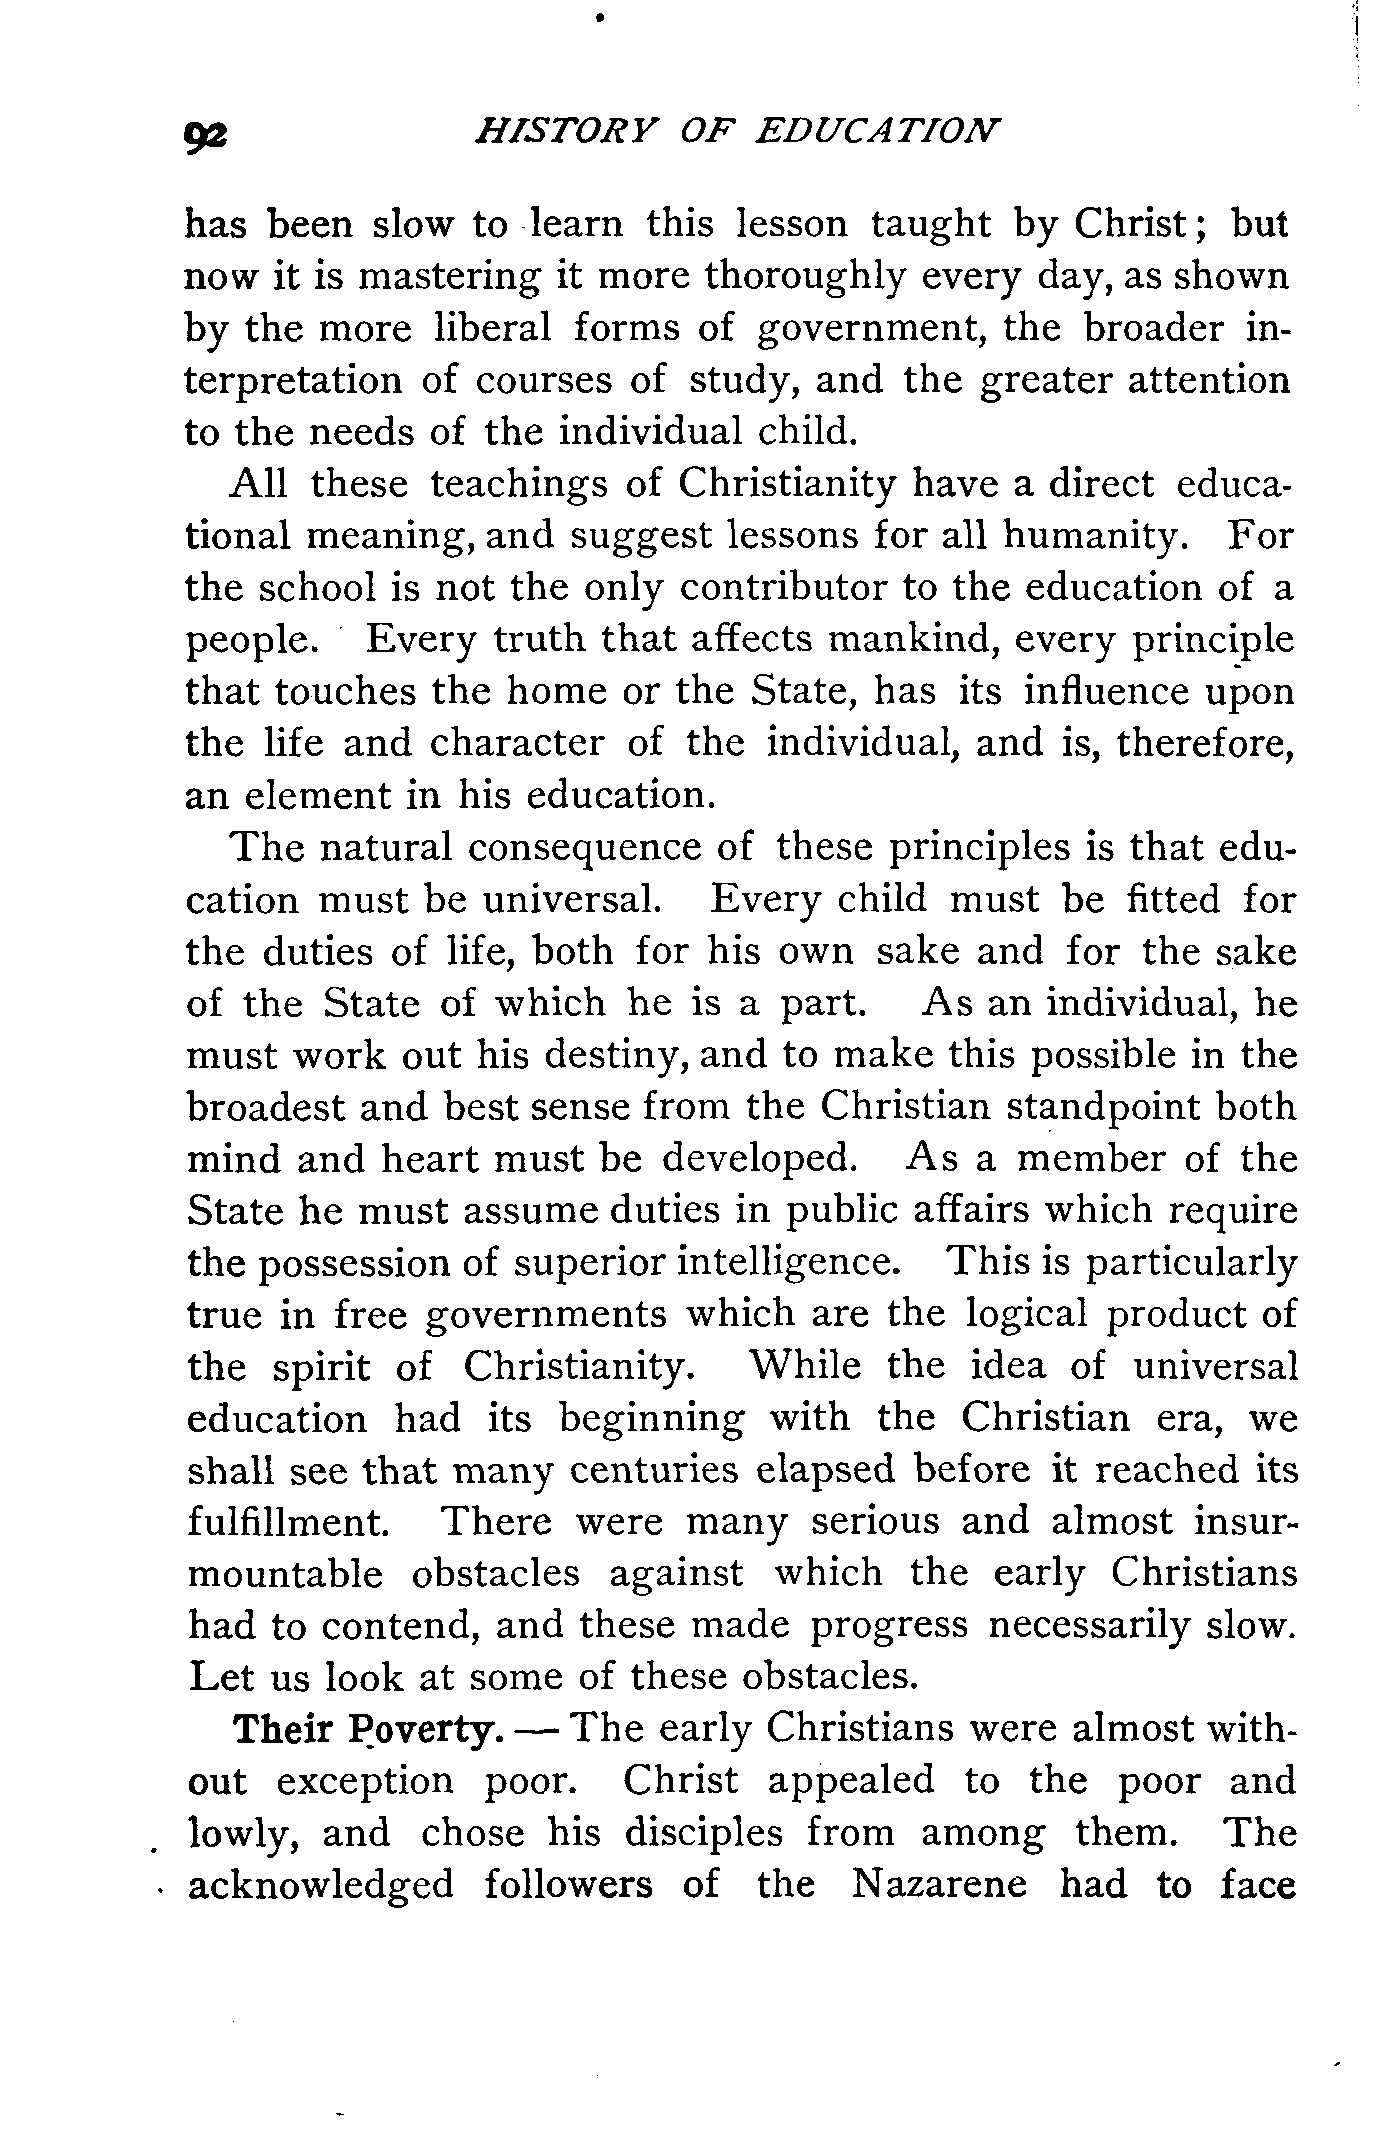 92 HISTORY OF EDUCATION
has been slow to learn this lesson taught by Christ; but
now it is mastering it more thoroughly every day, as shown
by the more liberal forms of government, the broader in-
terpretation of courses of study, and the greater attention
to the needs of the individual child.
All these teachings of Christianity have a direct educa-
tional meaning, and suggest lessons for all humanity. For
the school is not the only contributor to the education of a
people. Every truth that affects mankind, every principle
that touches the home or the State, has its influence upon
the life and character of the individual, and is, therefore,
an element in his education.
The natural consequence of these principles is that edu-
cation must be universal. Every child must be fitted for
the duties of life, both for his own sake and for the sake
of the State of which he is a part. As an individual, he
must work out his destiny, and to make this possible in the
broadest and best sense from the Christian standpoint both
mind and heart must be developed. As a member of the
State he must assume duties in public affairs which require
the possession of superior intelligence. This is particularly
true in free governments which are the logical product of
the spirit of Christianity. While the idea of universal
education had its beginning with the Christian era, we
shall see that many centuries elapsed before it reached its
fulfillment. There were many serious and almost insur-
mountable obstacles against which the early Christians
had to contend, and these made progress necessarily slow.
Let us look at some of these obstacles.
Their Poverty. — The early Christians were almost with-
out exception poor. Christ appealed to the poor and
lowly, and chose his disciples from among them. The
acknowledged followers of the Nazarene had to face